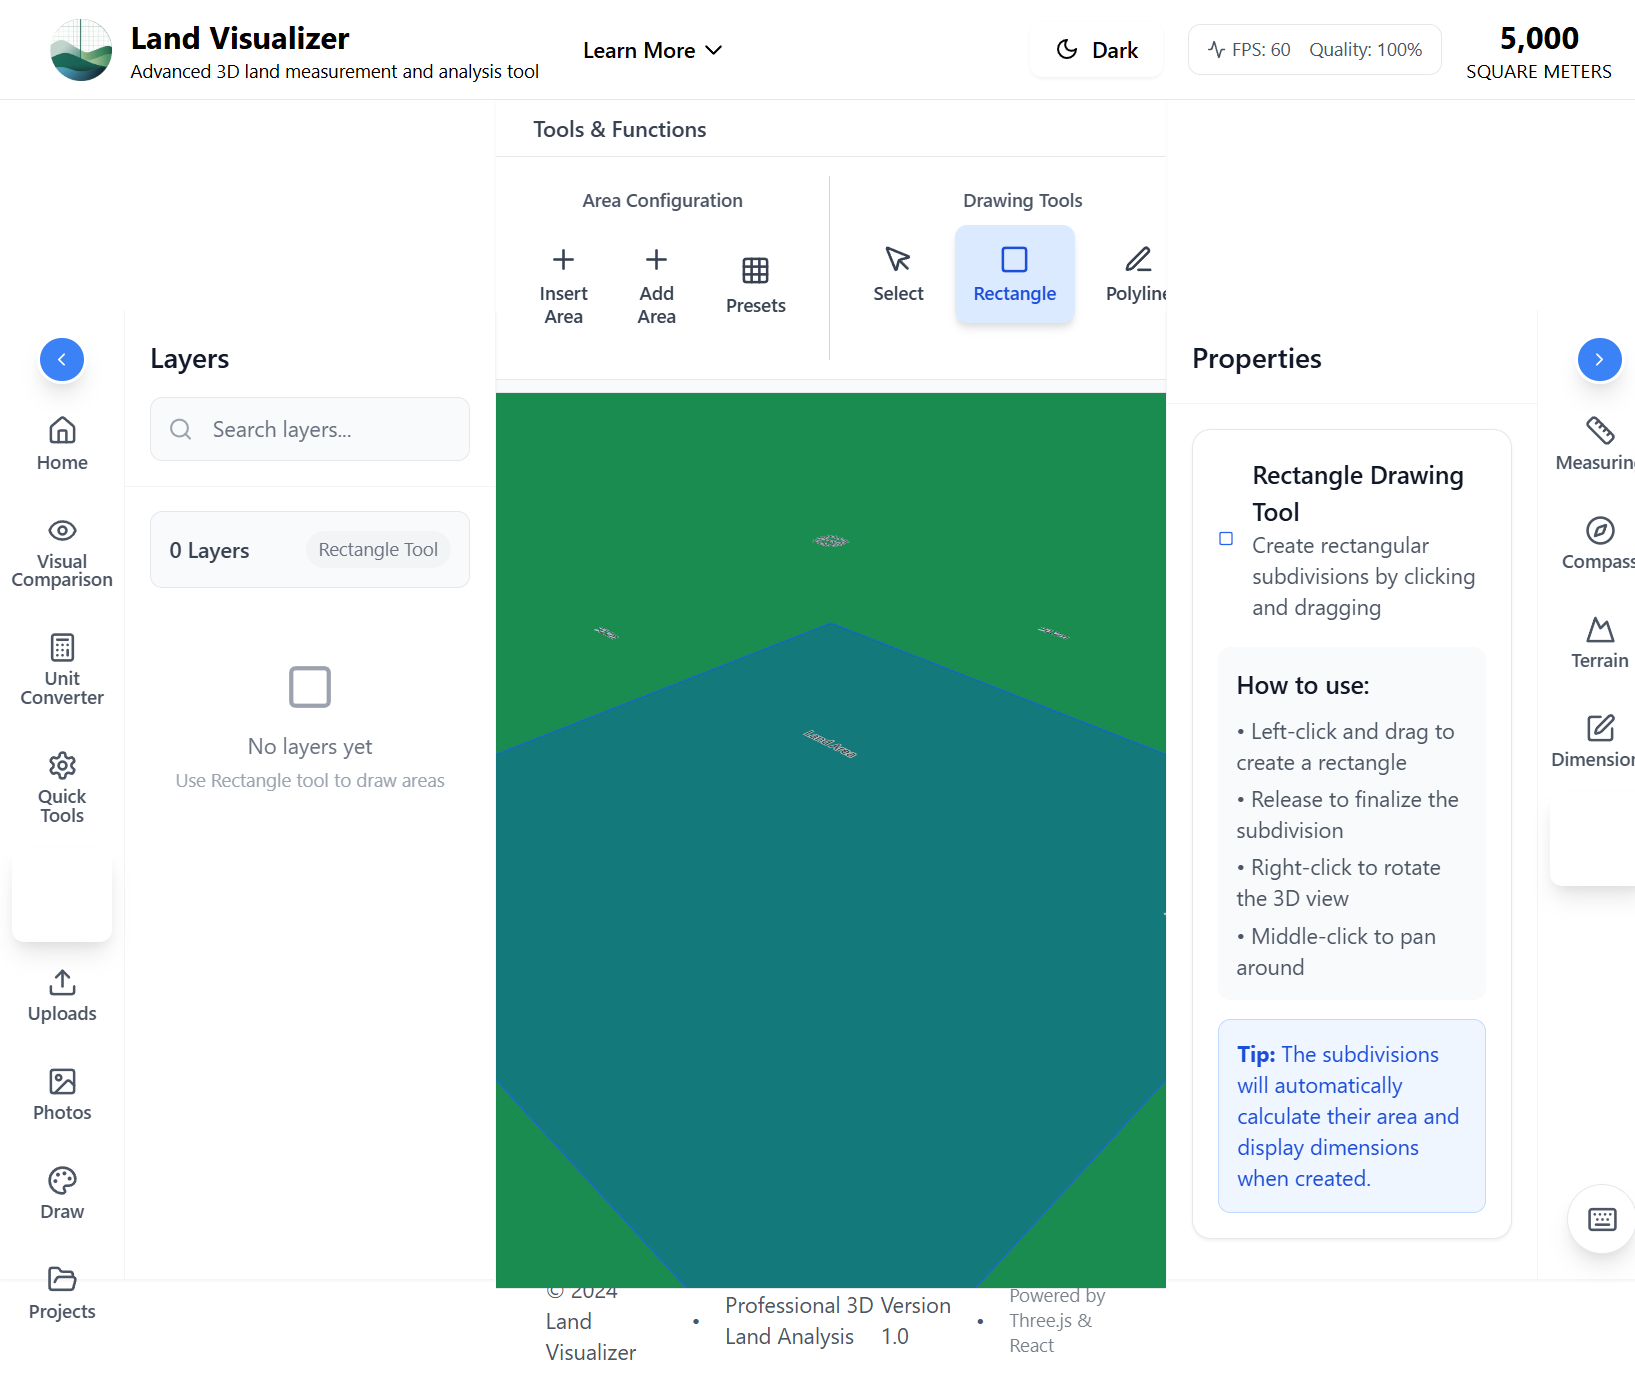 Land Visualizer
Advanced 3D land measurement and analysis tool
Learn More
Dark
FPS: 60 Quality: 100%
5,000
SQUARE METERS
Tools & Functions
Area Configuration
Insert
Area
Add
Area
Presets
Drawing Tools
Select
Rectangle
Polyline
Home
Visual
Comparison
Unit
Converter
Quick
Tools
Uploads
Photos
Draw
Projects
Layers
Search layers...
0 Layers
Rectangle Tool
No layers yet
Use Rectangle tool to draw areas
Land Area
Properties
Rectangle Drawing
Tool
Create rectangular
subdivisions by clicking
and dragging
How to use:
• Left-click and drag to
create a rectangle
• Release to finalize the
subdivision
• Right-click to rotate
the 3D view
• Middle-click to pan
around
Tip: The subdivisions
will automatically
calculate their area and
display dimensions
when created.
Measurin
Compass
Terrain
Dimension
© 2024
Land
Visualizer
•
Professional 3D
Land Analysis
Version
1.0
•
Powered by
Three.js &
React